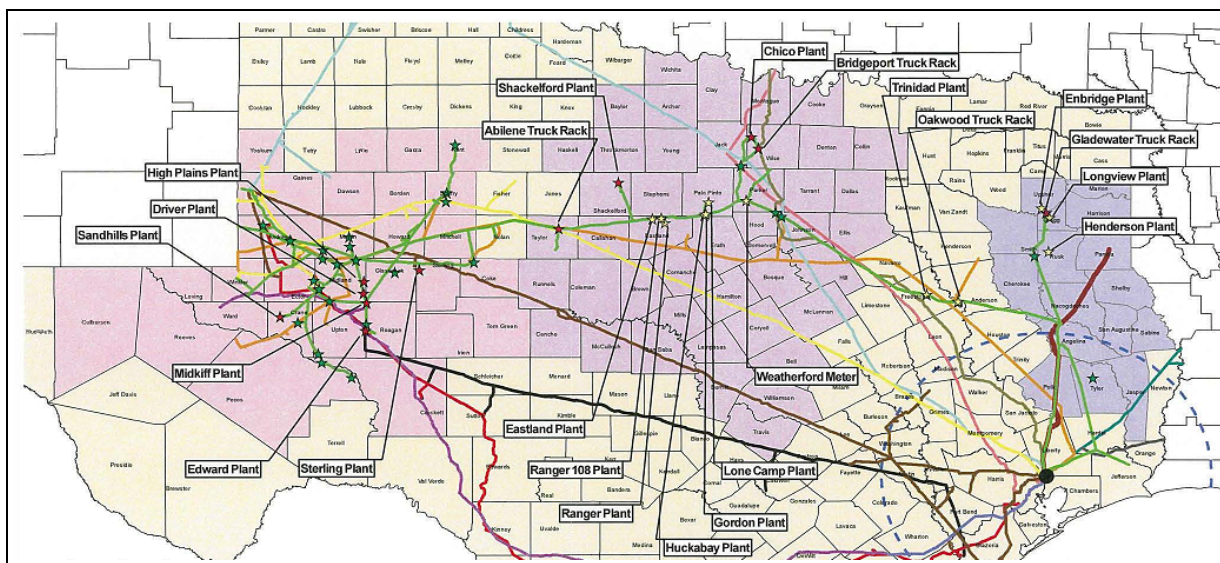 Parmer Castro Swisher Briscoe Hall Childress
Hardeman
Bailey Lamb Hale Floyd Motley Cottle Foard Wilbarger
Wichita
Clay
Cochran Hockley Lubbock Crosby Dickens King Knox Baylor Archer Montague Cooke Grayson Fannin Lamar Red River
Bowie
Yoakum Terry Lynn Garza Kent Stonewall Haskell Throckmorton Young Jack Wise Denton Collin Hunt Hopkins Franklin Titus Cass
Rockwall Rains Wood Camp Upshur Marion
Gaines Dawson Borden Scurry Fisher Jones Shackelford Stephens Palo Pinto Parker Tarrant Dallas Kaufman Van Zandt Harrison
Howard Mitchell Nolan Taylor Callahan Eastland Erath Hood Somervell Johnson Ellis Henderson Smith Rusk Panola
Winkler Ector Coke Runnels Coleman Brown Comanche Hamilton Bosque Hill Navarro Freestone Anderson Cherokee Nacogdoches Shelby
Loving Ward Crane Upton Reagan Tom Green Concho McCulloch Mills Coryell McLennan Limestone Leon Houston Angelina San Augustine Sabine
Hudspeth Culberson Reeves Irion San Saba Lampasas Bell Falls Robertson Madison Trinity
Jeff Davis Pecos Crockett Schleicher Menard Mason Llano Williamson Brazos Grimes Walker Polk Tyler Jasper Newton
Presidio Brewster Terrell Sutton Kimble Gillespie Blanco Travis Burleson Washington Montgomery San Jacinto Liberty Hardin Orange
Val Verde Edwards Real Kerr Kendall Bandera Comal Hays Caldwell Lee Fayette Harris Chambers Jefferson
Kinney Uvalde Medina Bexar Guadalupe Gonzales Lavaca Colorado Wharton Fort Bend Galveston Brazoria
DeWitt
Chico Plant
Bridgeport Truck Rack
Shackelford Plant
Trinidad Plant
Enbridge Plant
Abilene Truck Rack
Oakwood Truck Rack
Gladewater Truck Rack
High Plains Plant
Longview Plant
Driver Plant
Sandhills Plant
Henderson Plant
Midkiff Plant
Weatherford Meter
Eastland Plant
Edward Plant
Sterling Plant
Ranger 108 Plant
Lone Camp Plant
Ranger Plant
Gordon Plant
Huckabay Plant